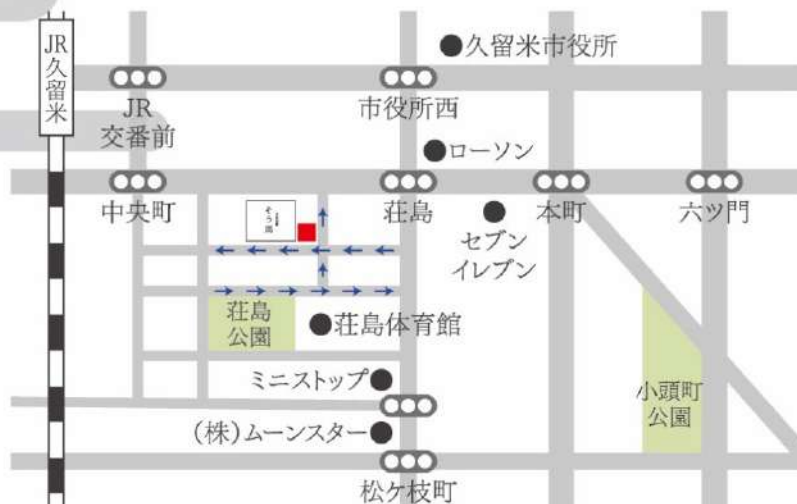 JR久留米
久留米市役所
JR
交番前
市役所西
ローソン
中央町
荘島
本町
六ツ門
セブン
イレブン
荘島
公園
荘島体育館
ミニストップ
小頭町
公園
(株)ムーンスター
松ケ枝町